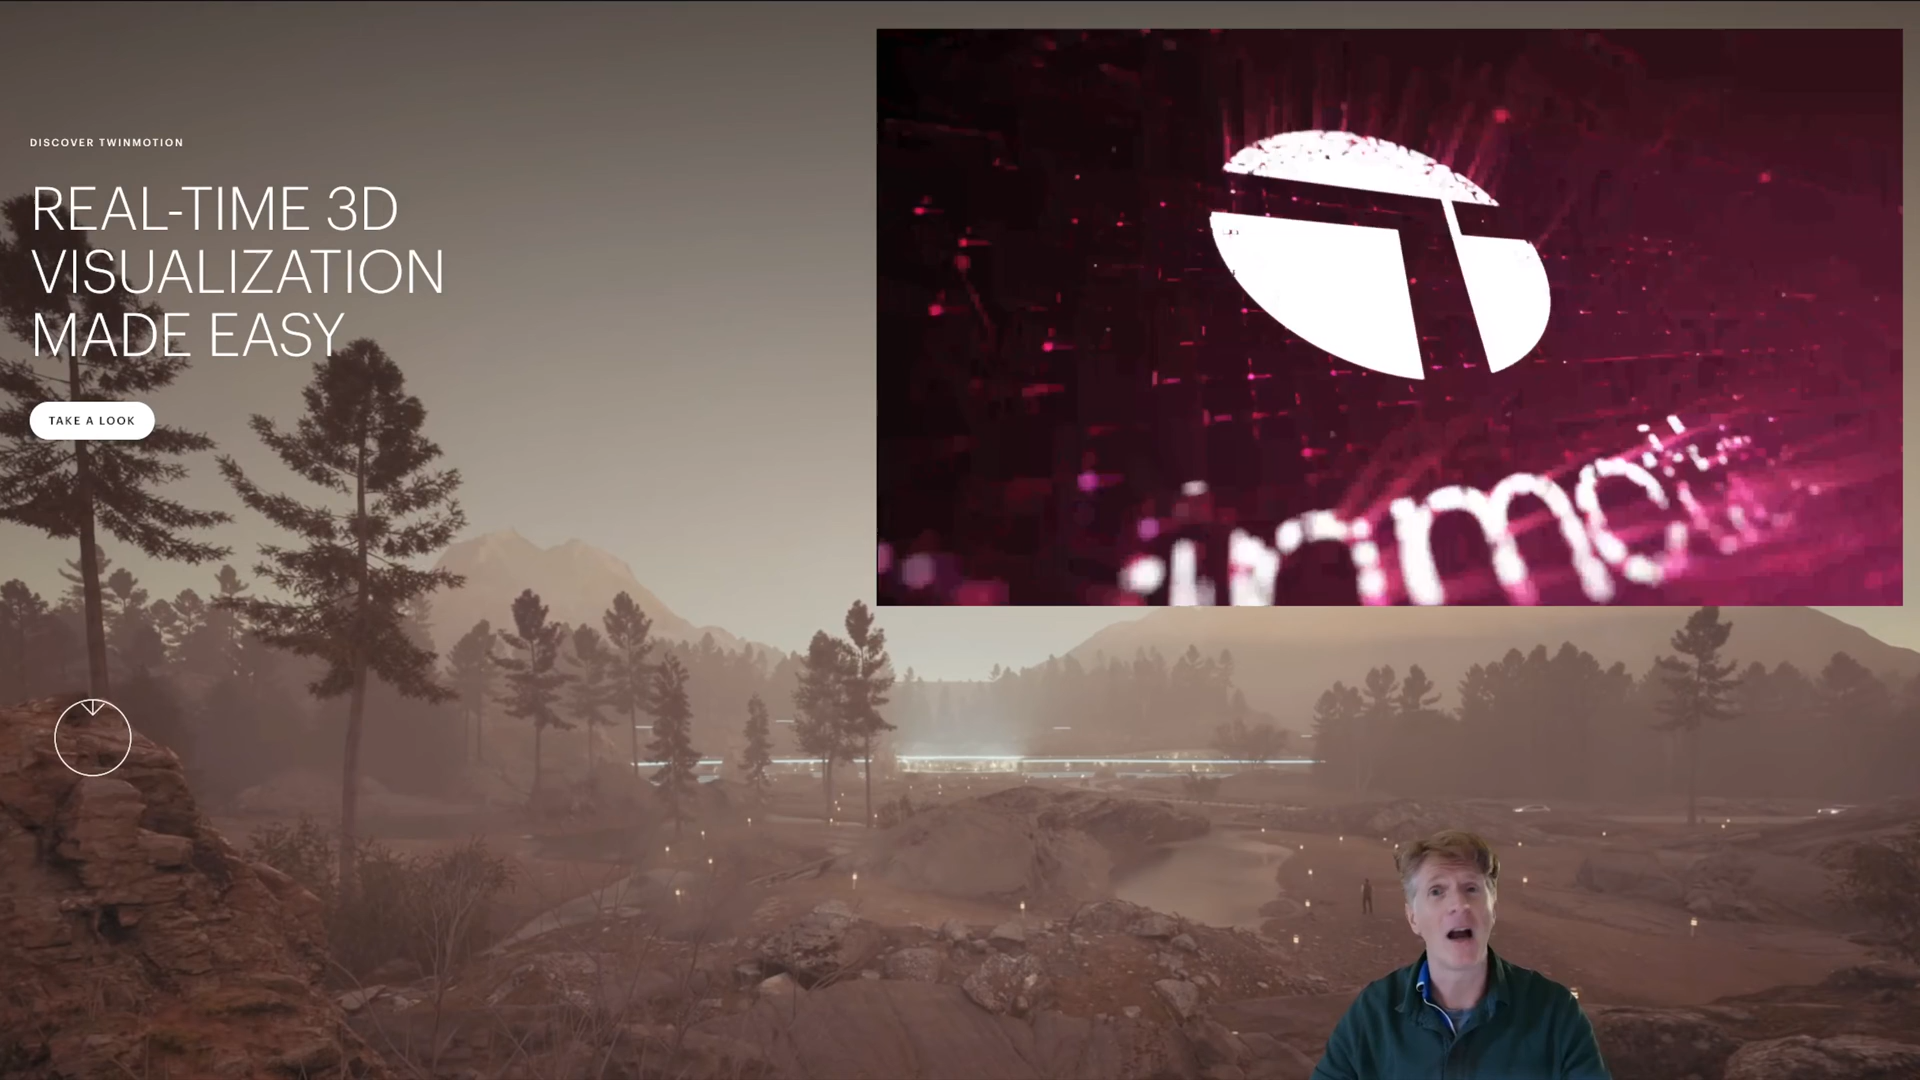 DISCOVER TWINMOTION
REAL-TIME 3D
VISUALIZATION
MADE EASY
TAKE A LOOK